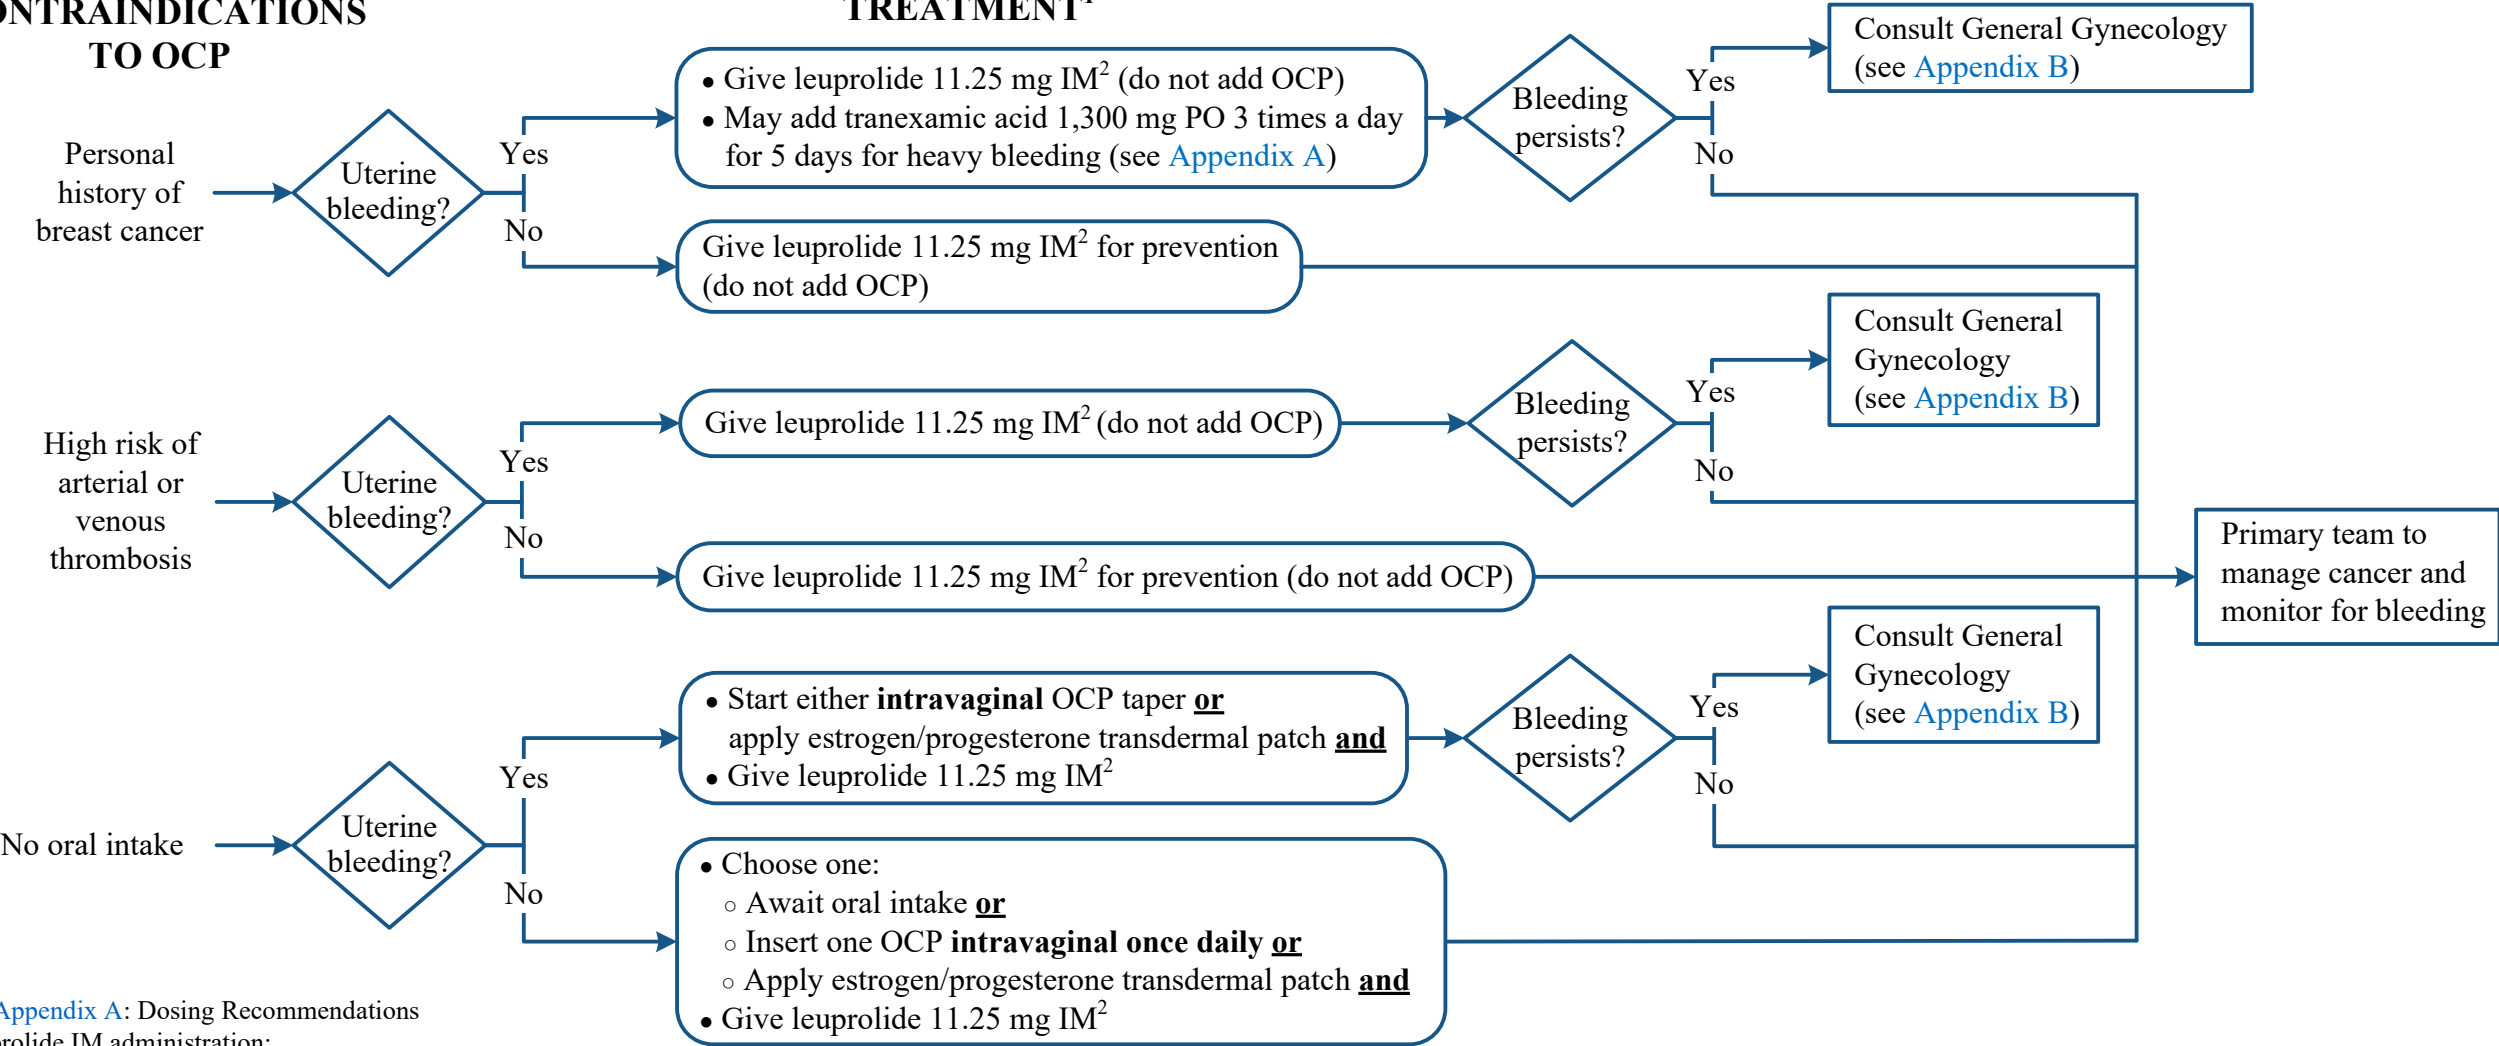 ONTRAINDICATIONS
TO OCP
TREATMENT
Personal
history of
breast cancer
Uterine
bleeding?
Yes
No
● Give leuprolide 11.25 mg IM² (do not add OCP)
● May add tranexamic acid 1,300 mg PO 3 times a day
for 5 days for heavy bleeding (see Appendix A)
Give leuprolide 11.25 mg IM² for prevention
(do not add OCP)
Bleeding
persists?
Yes
No
Consult General Gynecology
(see Appendix B)
High risk of
arterial or
venous
thrombosis
Uterine
bleeding?
Yes
No
Give leuprolide 11.25 mg IM² (do not add OCP)
Give leuprolide 11.25 mg IM² for prevention (do not add OCP)
Bleeding
persists?
Yes
No
Consult General
Gynecology
(see Appendix B)
Primary team to
manage cancer and
monitor for bleeding
No oral intake
Uterine
bleeding?
Yes
No
● Start either intravaginal OCP taper or
apply estrogen/progesterone transdermal patch and
● Give leuprolide 11.25 mg IM²
● Choose one:
○ Await oral intake or
○ Insert one OCP intravaginal once daily or
○ Apply estrogen/progesterone transdermal patch and
● Give leuprolide 11.25 mg IM²
Bleeding
persists?
Yes
No
Consult General
Gynecology
(see Appendix B)
Appendix A: Dosing Recommendations
rolide IM administration: